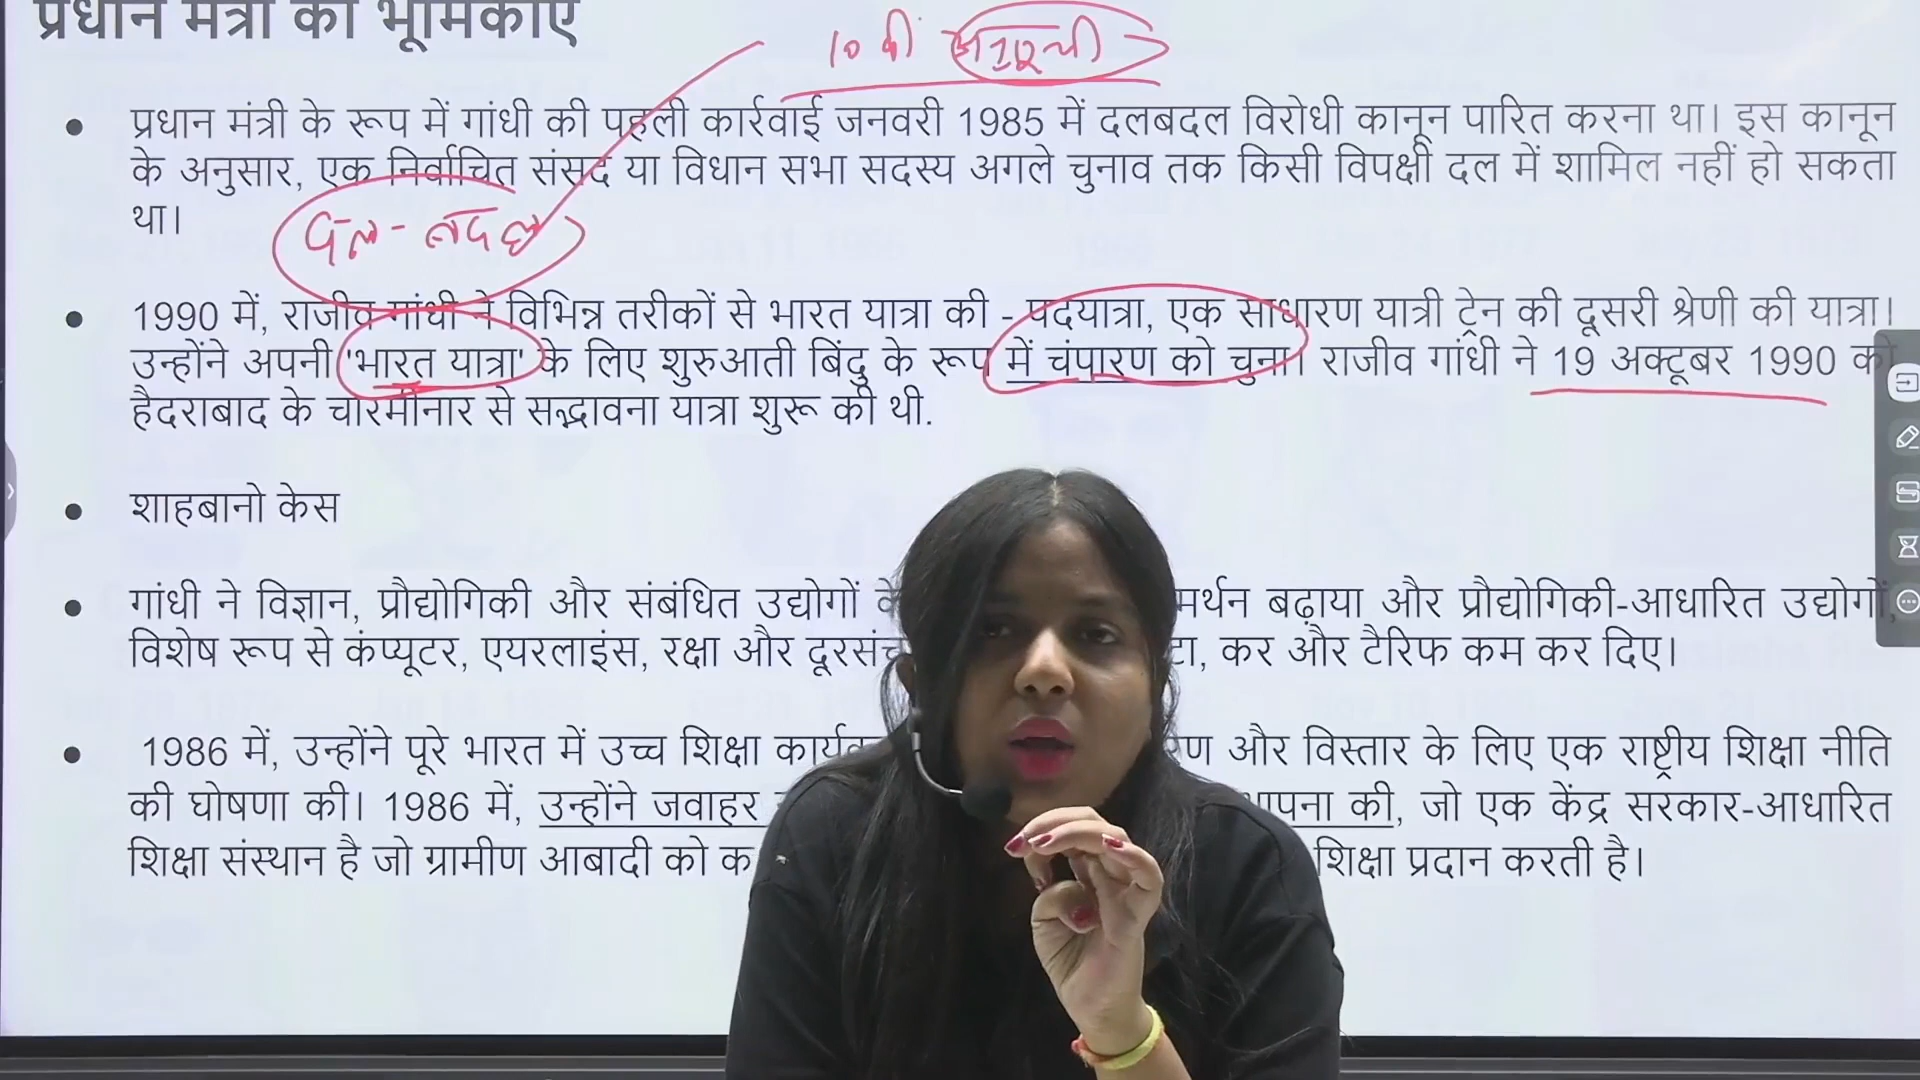 प्रधान मंत्री की भूमिकाएँ
10 वी अनुसूची
प्रधान मंत्री के रूप में गांधी की पहली कार्रवाई जनवरी 1985 में दलबदल विरोधी कानून पारित करना था। इस कानून
के अनुसार, एक निर्वाचित संसद या विधान सभा सदस्य अगले चुनाव तक किसी विपक्षी दल में शामिल नहीं हो सकता
था।
दल-बदल
1990 में, राजीव गांधी ने विभिन्न तरीकों से भारत यात्रा की - पदयात्रा, एक साधारण यात्री ट्रेन की दूसरी श्रेणी की यात्रा।
उन्होंने अपनी 'भारत यात्रा' के लिए शुरुआती बिंदु के रूप में चंपारण को चुना। राजीव गांधी ने 19 अक्टूबर 1990 को
हैदराबाद के चारमीनार से सद्भावना यात्रा शुरू की थी.
शाहबानो केस
गांधी ने विज्ञान, प्रौद्योगिकी और संबंधित उद्योगों मर्थन बढ़ाया और प्रौद्योगिकी-आधारित उद्योगों,
विशेष रूप से कंप्यूटर, एयरलाइंस, रक्षा और दूरसंच टा, कर और टैरिफ कम कर दिए।
1986 में, उन्होंने पूरे भारत में उच्च शिक्षा ण और विस्तार के लिए एक राष्ट्रीय शिक्षा नीति
की घोषणा की। 1986 में, उन्होंने जवाहर की, जो एक केंद्र सरकार-आधारित
शिक्षा संस्थान है जो ग्रामीण आबादी को शिक्षा प्रदान करती है।